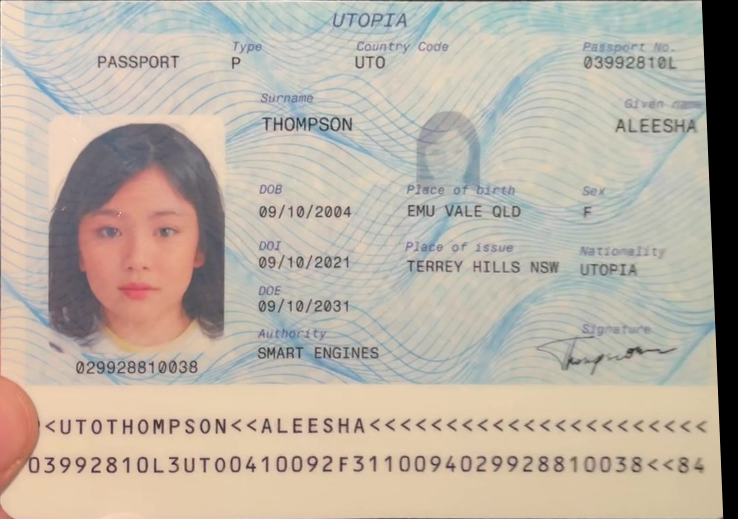 UTOPIA
Type Country Code Passport No.
PASSPORT P UTO 03992810L
Surname Given name
THOMPSON ALEESHA
DOB Place of birth Sex
09/10/2004 EMU VALE QLD F
DOI Place of issue Nationality
09/10/2021 TERREY HILLS NSW UTOPIA
DOE
09/10/2031
Authority Signature
SMART ENGINES Thompson
029928810038
<UTOTHOMPSON<<ALEESHA<<<<<<<<<<<<<<<<<<<<<<<
03992810L3UTO0410092F3110094029928810038<<84